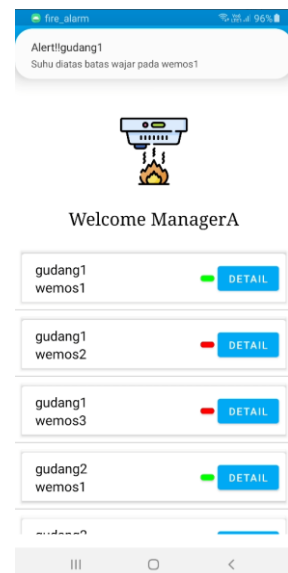 fire_alarm 96%
Alert!!gudang1
Suhu diatas batas wajar pada wemos1
Welcome ManagerA
gudang1
wemos1
DETAIL
gudang1
wemos2
DETAIL
gudang1
wemos3
DETAIL
gudang2
wemos1
DETAIL